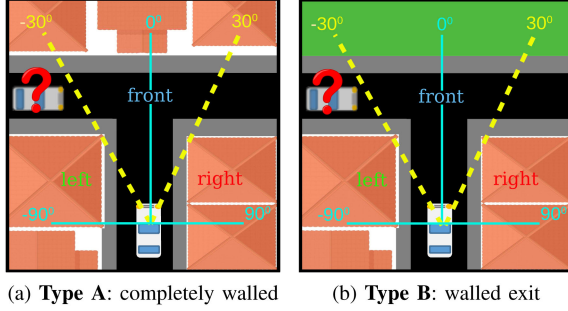 -30⁰ 0⁰ 30⁰
?
front
left right
-90⁰ 90⁰
(a) Type A: completely walled
-30⁰ 0⁰ 30⁰
?
front
left right
-90⁰ 90⁰
(b) Type B: walled exit